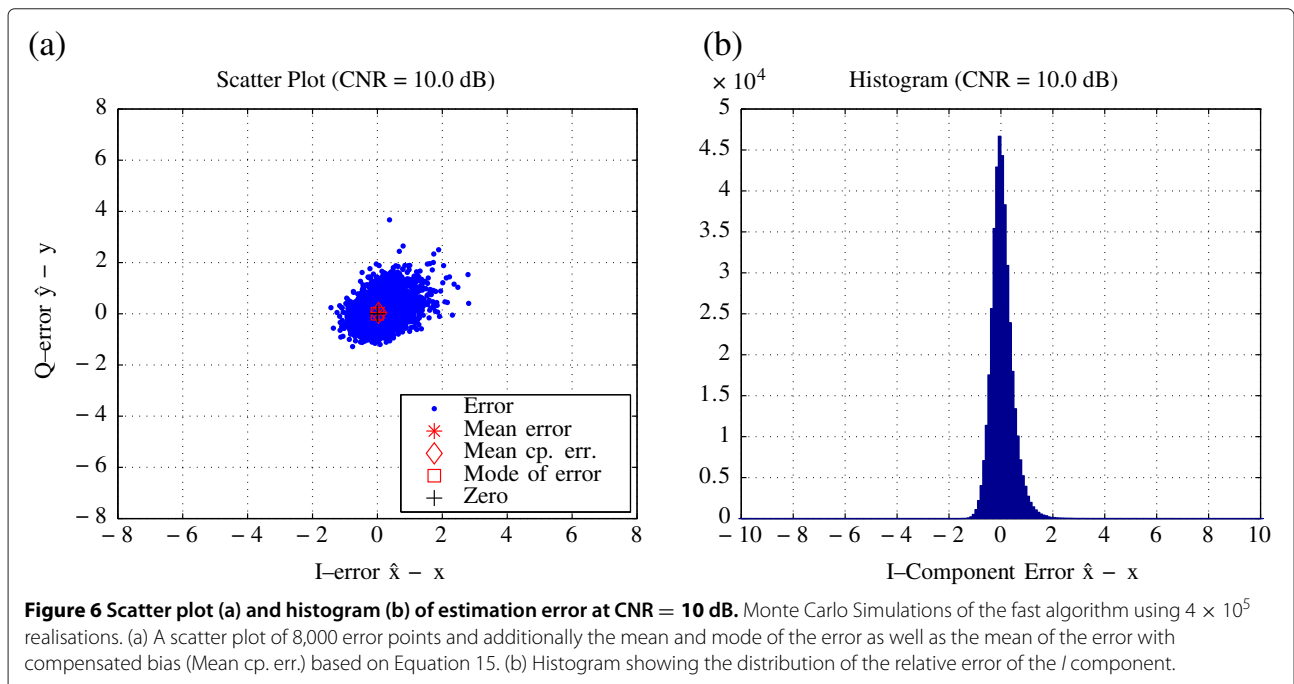 (a)
Scatter Plot (CNR = 10.0 dB)
8
6
4
2
0
− 2
− 4
− 6
− 8
Q–error ŷ − y
− 8 − 6 − 4 − 2 0 2 4 6 8
I–error x̂ − x
Error
Mean error
Mean cp. err.
Mode of error
Zero
(b)
Histogram (CNR = 10.0 dB)
× 10⁴
5
4.5
4
3.5
3
2.5
2
1.5
1
0.5
0
− 10 − 8 − 6 − 4 − 2 0 2 4 6 8 10
I–Component Error x̂ − x
Figure 6 Scatter plot (a) and histogram (b) of estimation error at CNR = 10 dB. Monte Carlo Simulations of the fast algorithm using 4 × 10⁵
realisations. (a) A scatter plot of 8,000 error points and additionally the mean and mode of the error as well as the mean of the error with
compensated bias (Mean cp. err.) based on Equation 15. (b) Histogram showing the distribution of the relative error of the I component.